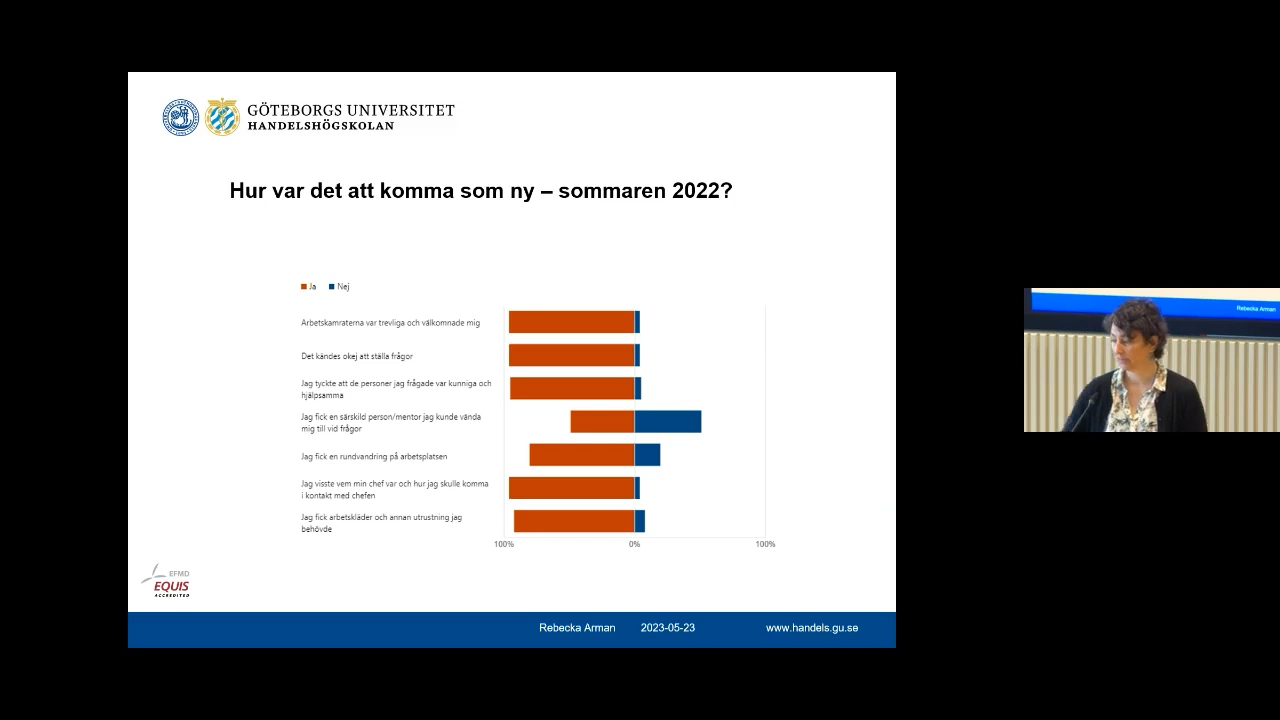 GÖTEBORGS UNIVERSITET
HANDELSHÖGSKOLAN
Hur var det att komma som ny – sommaren 2022?
Ja Nej
Arbetskamraterna var trevliga och välkomnade mig
Det kändes okej att ställa frågor
Jag tyckte att de personer jag frågade var kunniga och
hjälpsamma
Jag fick en särskild person/mentor jag kunde vända
mig till vid frågor
Jag fick en rundvandring på arbetsplatsen
Jag visste vem min chef var och hur jag skulle komma
i kontakt med chefen
Jag fick arbetskläder och annan utrustning jag
behövde
100% 0% 100%
EFMD
EQUIS
ACCREDITED
Rebecka Arman 2023-05-23 www.handels.gu.se
Rebecka Arman